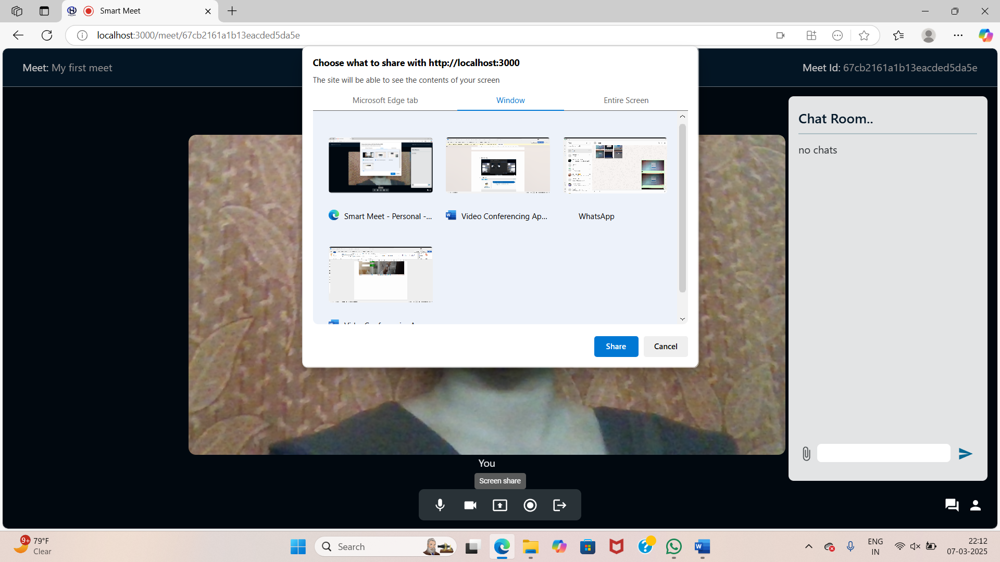 Smart Meet
localhost:3000/meet/67cb2161a1b13eacded5da5e
Meet: My first meet
Meet Id: 67cb2161a1b13eacded5da5e
Choose what to share with http://localhost:3000
The site will be able to see the contents of your screen
Microsoft Edge tab
Window
Entire Screen
Smart Meet - Personal -...
Video Conferencing Ap...
WhatsApp
Share
Cancel
Chat Room..
no chats
You
Screen share
9+
79°F
Clear
Search
ENG
IN
22:12
07-03-2025